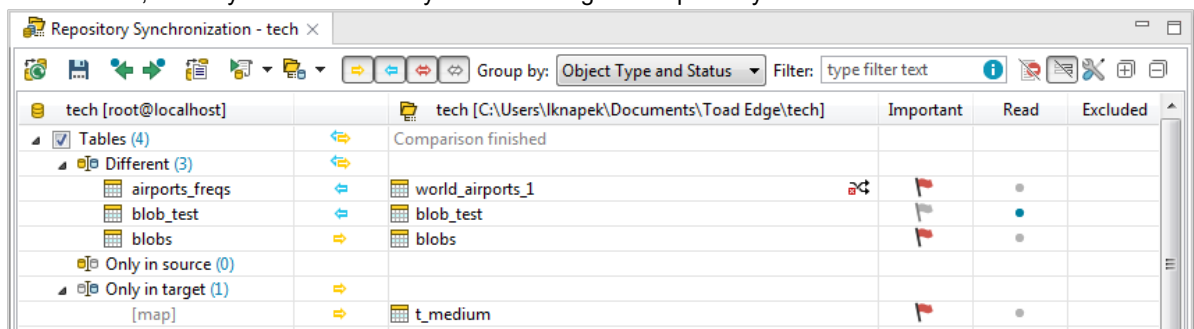 Repository Synchronization - tech
Group by: Object Type and Status Filter: type filter text
tech [root@localhost] tech [C:\Users\lknapek\Documents\Toad Edge\tech] Important Read Excluded
Tables (4) Comparison finished
Different (3)
airports_freqs world_airports_1
blob_test blob_test
blobs blobs
Only in source (0)
Only in target (1)
[map] t_medium